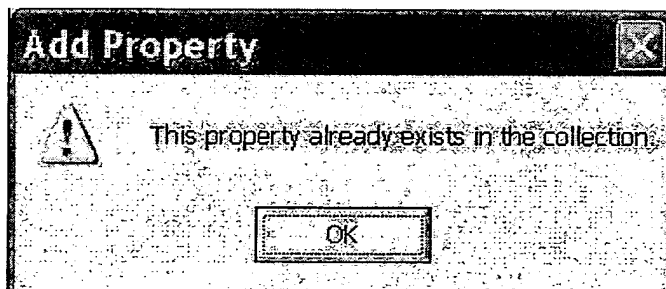 Add Property
This property already exists in the collection.
OK